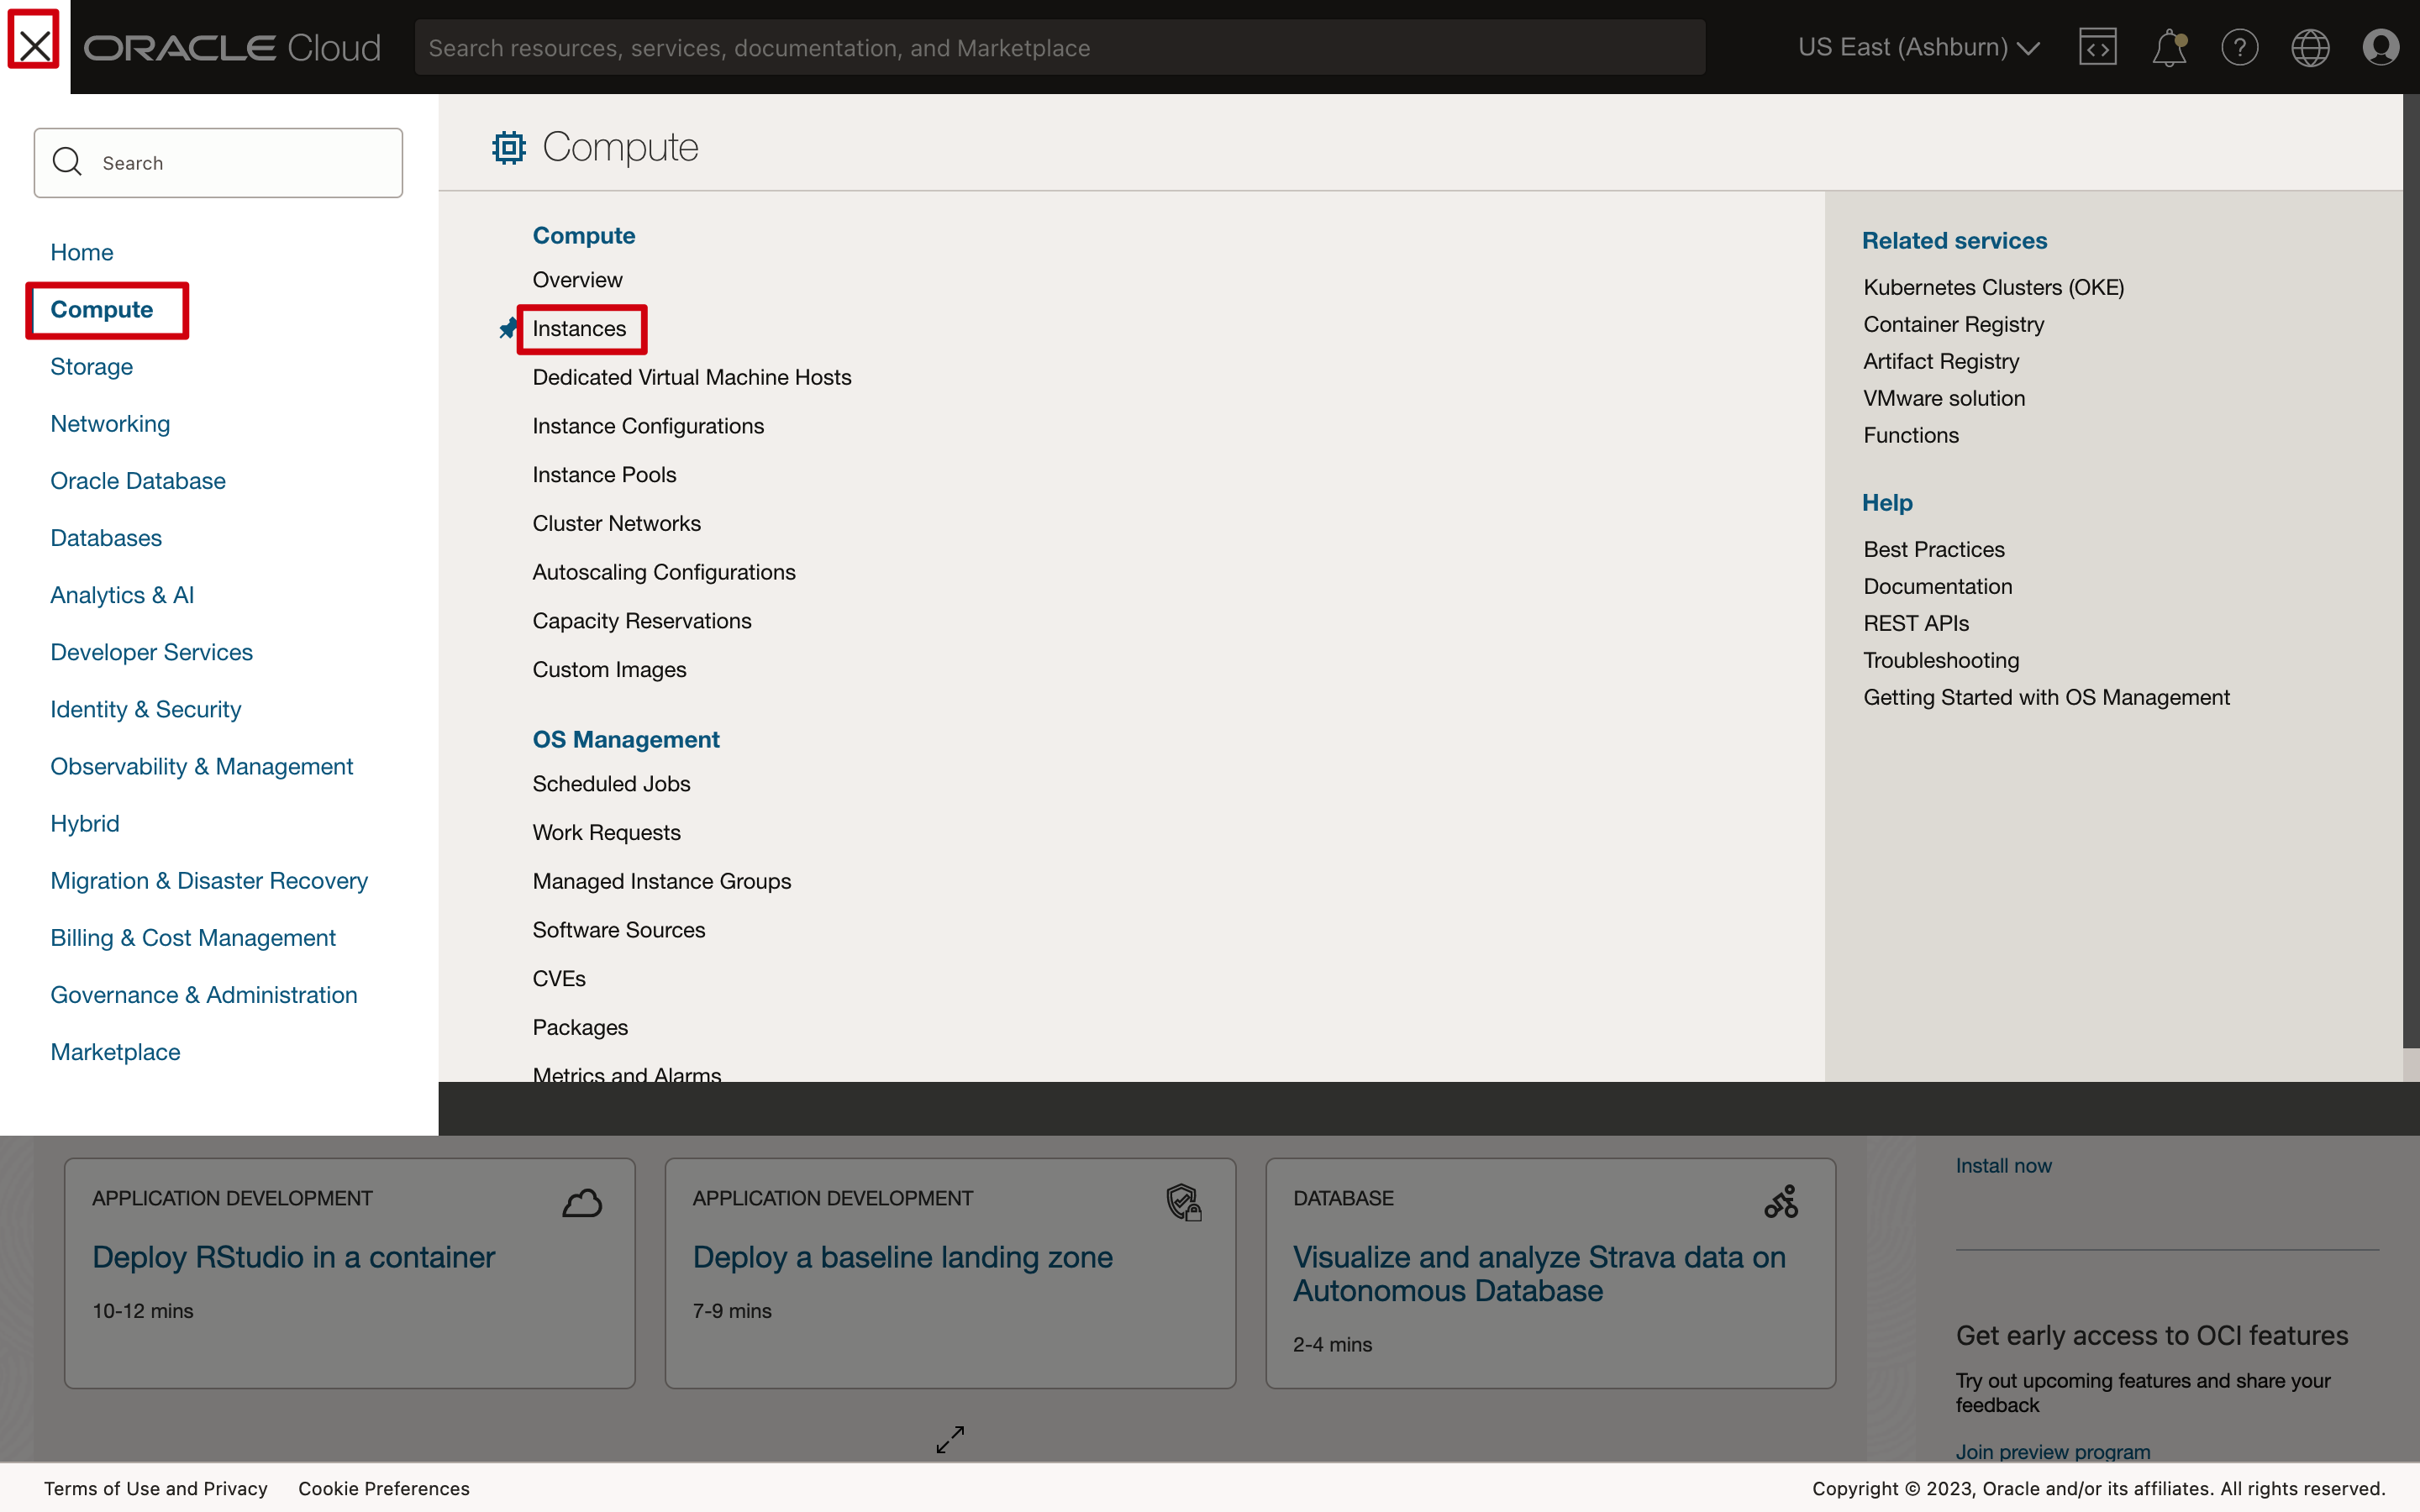 ORACLE Cloud
Search resources, services, documentation, and Marketplace
US East (Ashburn)
Search
Home
Compute
Storage
Networking
Oracle Database
Databases
Analytics & AI
Developer Services
Identity & Security
Observability & Management
Hybrid
Migration & Disaster Recovery
Billing & Cost Management
Governance & Administration
Marketplace
Compute
Compute
Overview
Instances
Dedicated Virtual Machine Hosts
Instance Configurations
Instance Pools
Cluster Networks
Autoscaling Configurations
Capacity Reservations
Custom Images
OS Management
Scheduled Jobs
Work Requests
Managed Instance Groups
Software Sources
CVEs
Packages
Metrics and Alarms
Related services
Kubernetes Clusters (OKE)
Container Registry
Artifact Registry
VMware solution
Functions
Help
Best Practices
Documentation
REST APIs
Troubleshooting
Getting Started with OS Management
APPLICATION DEVELOPMENT
Deploy RStudio in a container
10-12 mins
APPLICATION DEVELOPMENT
Deploy a baseline landing zone
7-9 mins
DATABASE
Visualize and analyze Strava data on
Autonomous Database
2-4 mins
Install now
Get early access to OCI features
Try out upcoming features and share your
feedback
Join preview program
Terms of Use and Privacy
Cookie Preferences
Copyright © 2023, Oracle and/or its affiliates. All rights reserved.